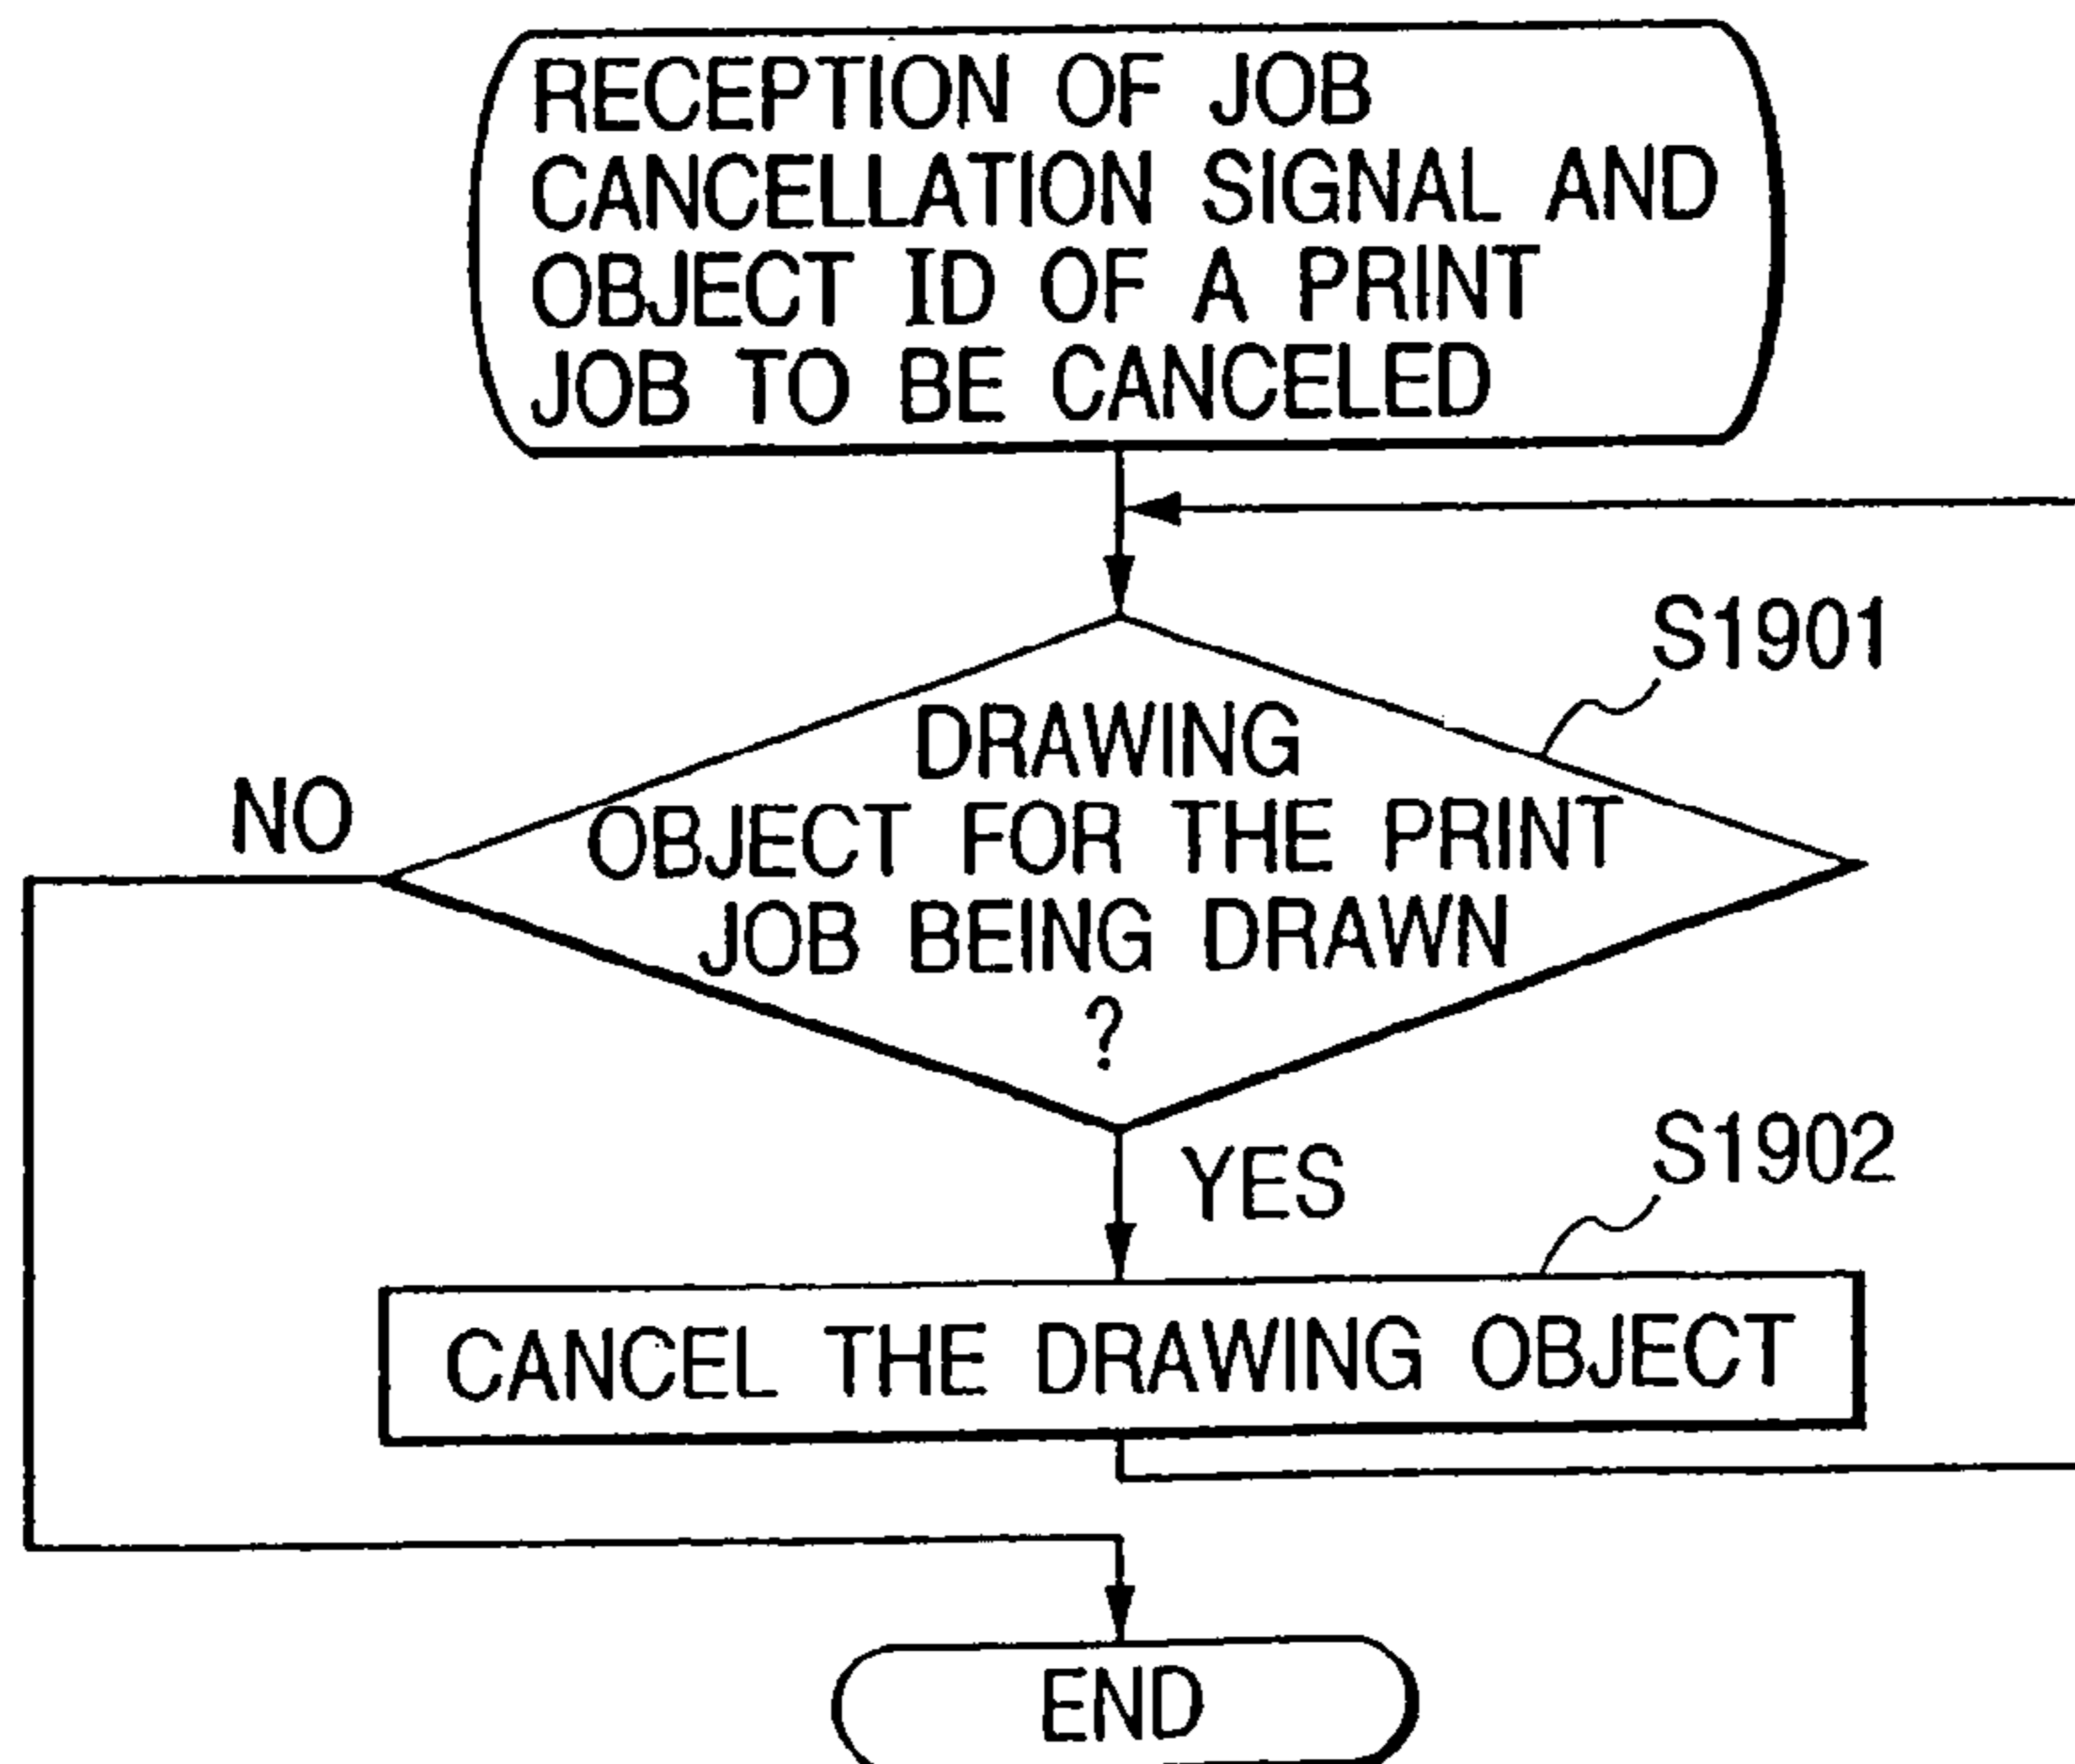 RECEPTION OF JOB
CANCELLATION SIGNAL AND
OBJECT ID OF A PRINT
JOB TO BE CANCELED
S1901
DRAWING
OBJECT FOR THE PRINT
JOB BEING DRAWN
?
NO
YES
S1902
CANCEL THE DRAWING OBJECT
END